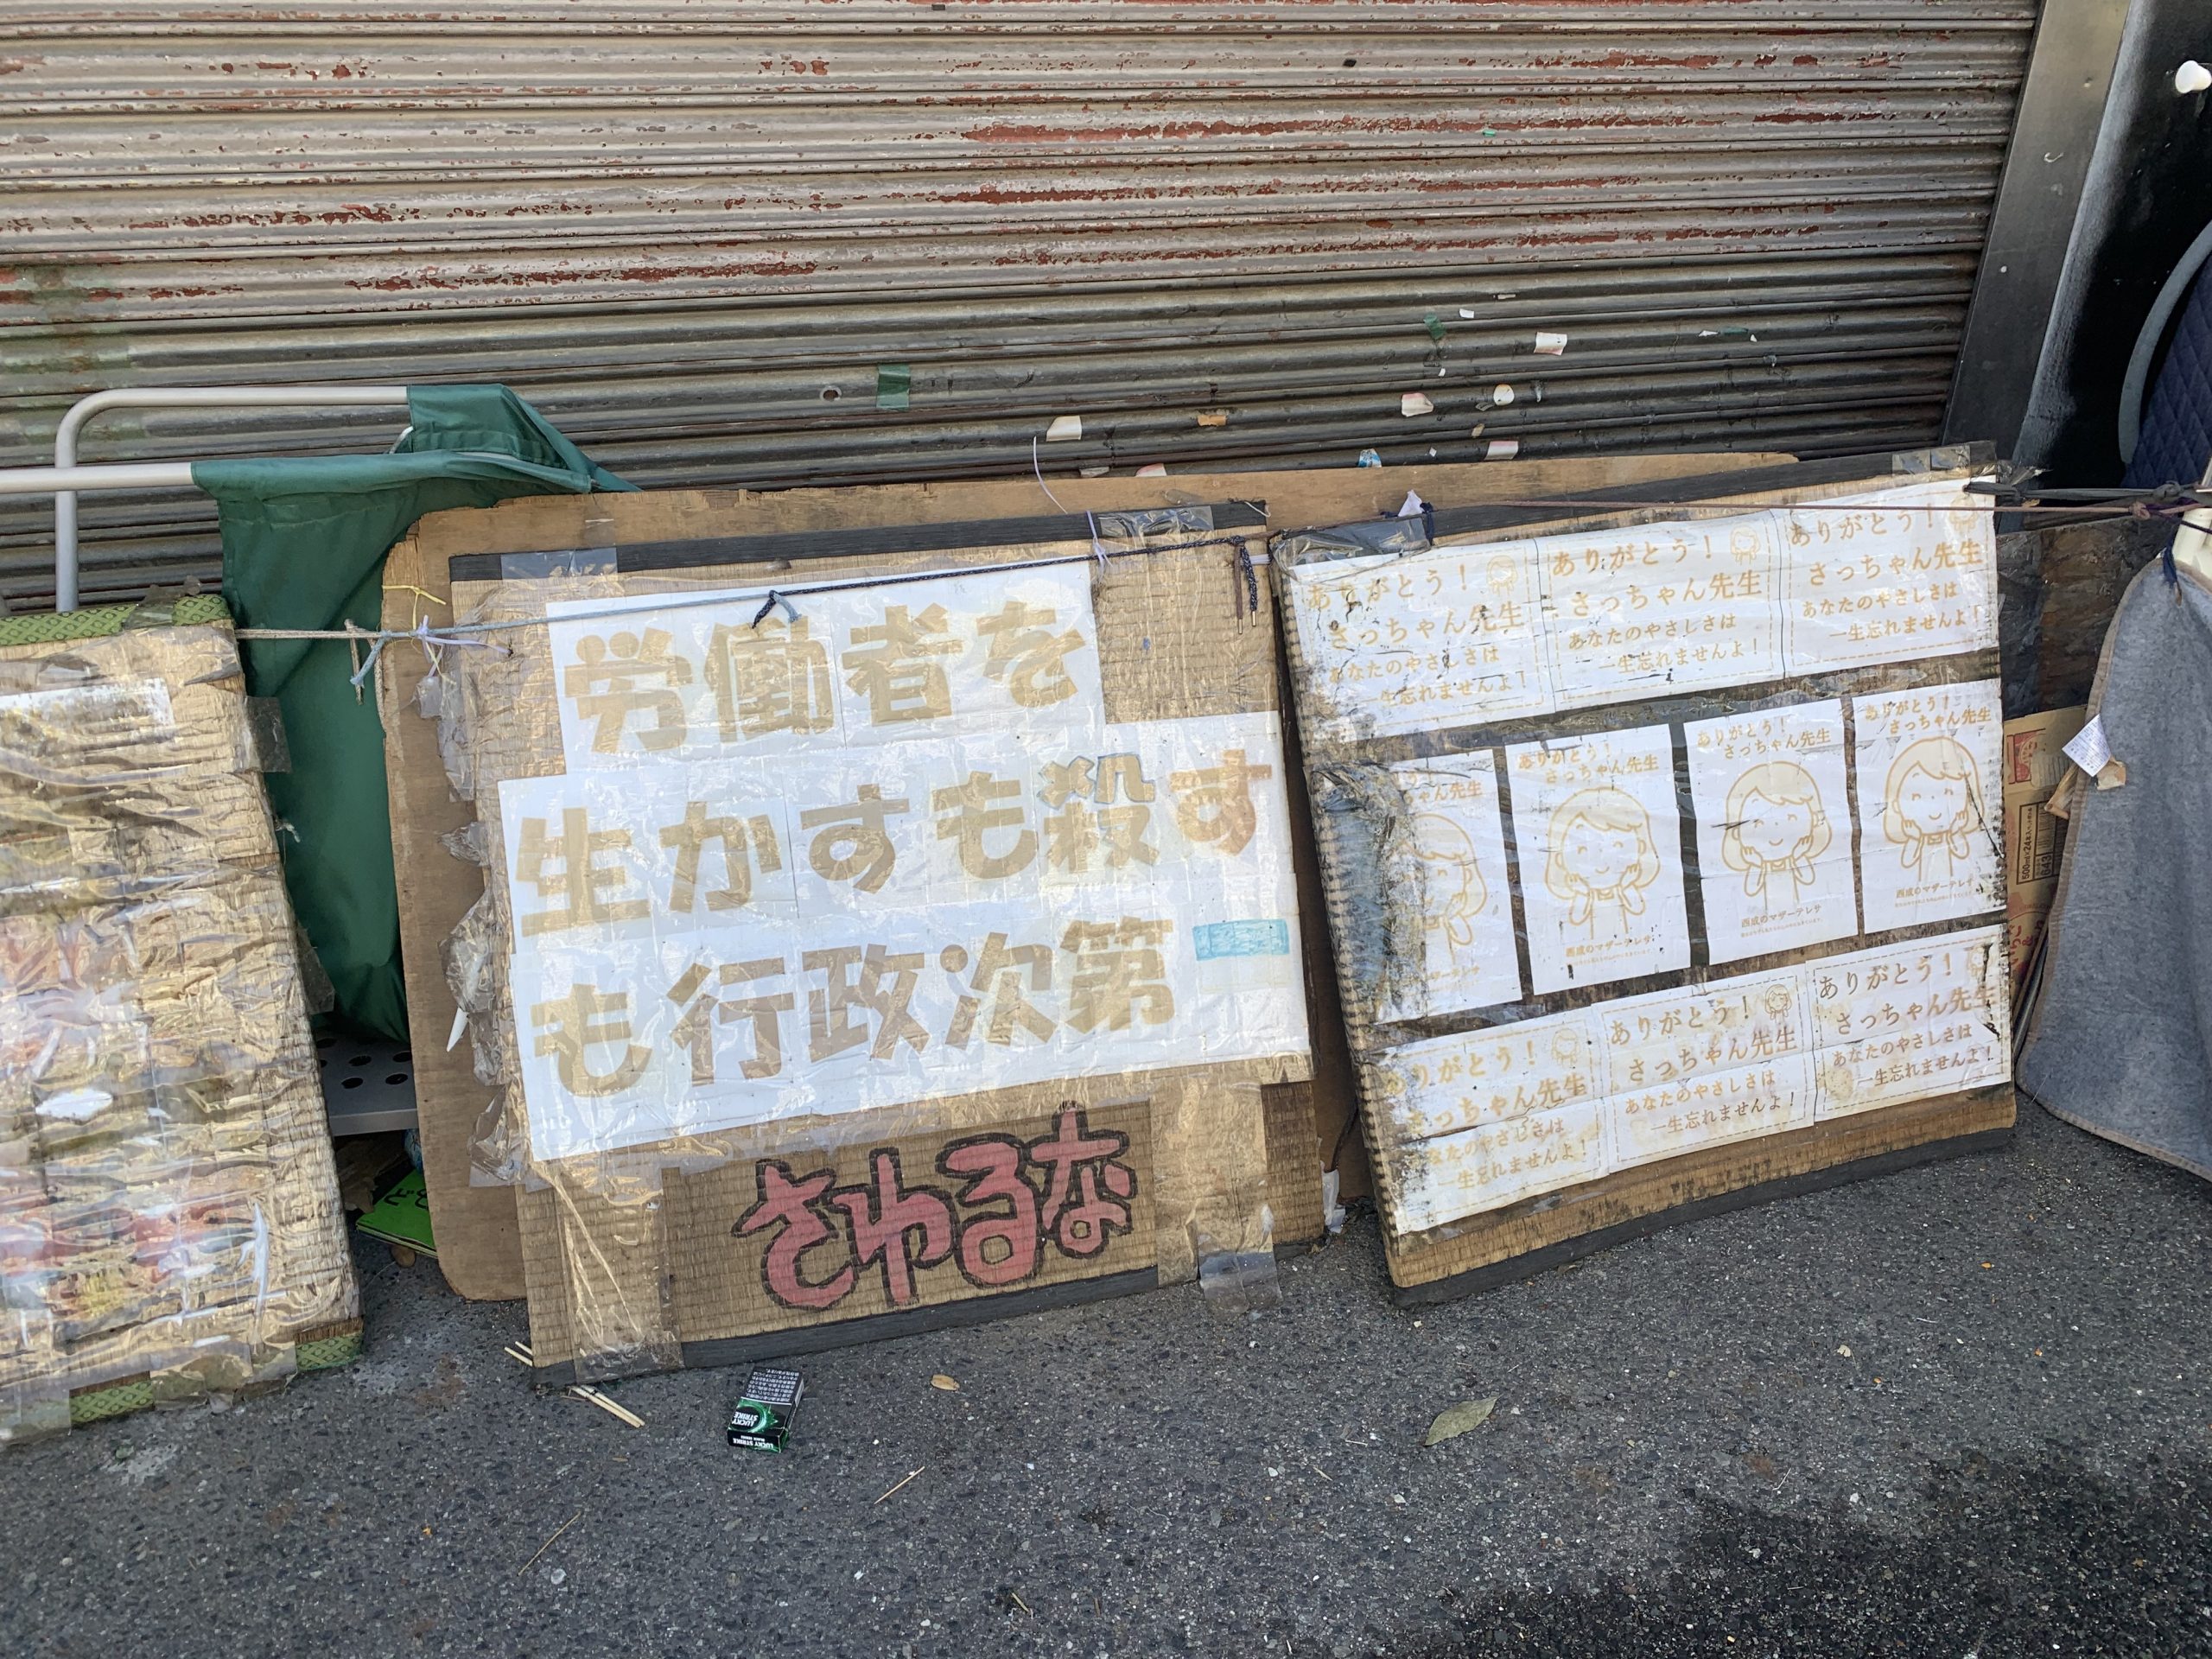 労働者を
生かすも殺す
も行政次第
さわるな
ありがとう！
さっちゃん先生
あなたのやさしさは
一生忘れませんよ！
ありがとう！
さっちゃん先生
あなたのやさしさは
一生忘れませんよ！
ありがとう！
さっちゃん先生
あなたのやさしさは
一生忘れませんよ！
ちゃん先生
ありがとう！
さっちゃん先生
西成のマザーテレサ
ありがとう！
さっちゃん先生
西成のマザーテレサ
ありがとう！
さっちゃん先生
西成のマザーテレサ
ありがとう！
さっちゃん先生
あなたのやさしさは
一生忘れませんよ！
ありがとう！
さっちゃん先生
あなたのやさしさは
一生忘れませんよ！
ありがとう！
さっちゃん先生
あなたのやさしさは
一生忘れませんよ！
LUCKY
STRIKE
LUCKY STRIKE